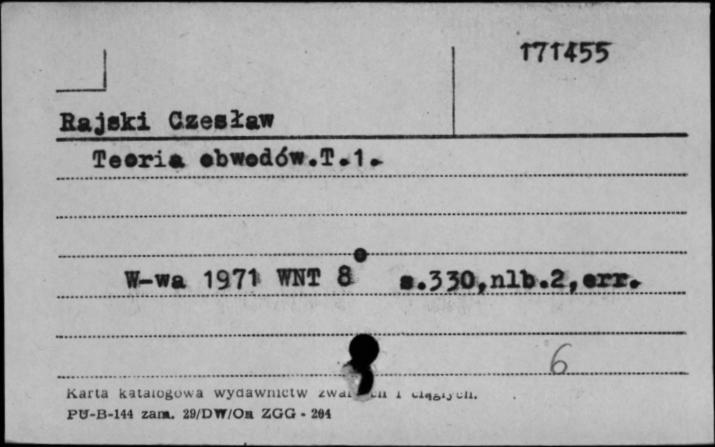 171455
Rajski Czesław
Teoria obwodów.T.1.
W-wa 1971 WNT 8° s.330,nlb.2,err.
6
Karta katalogowa wydawnictw i ciągłych.
PU-B-144 zam. 29/DW/On ZGG - 204